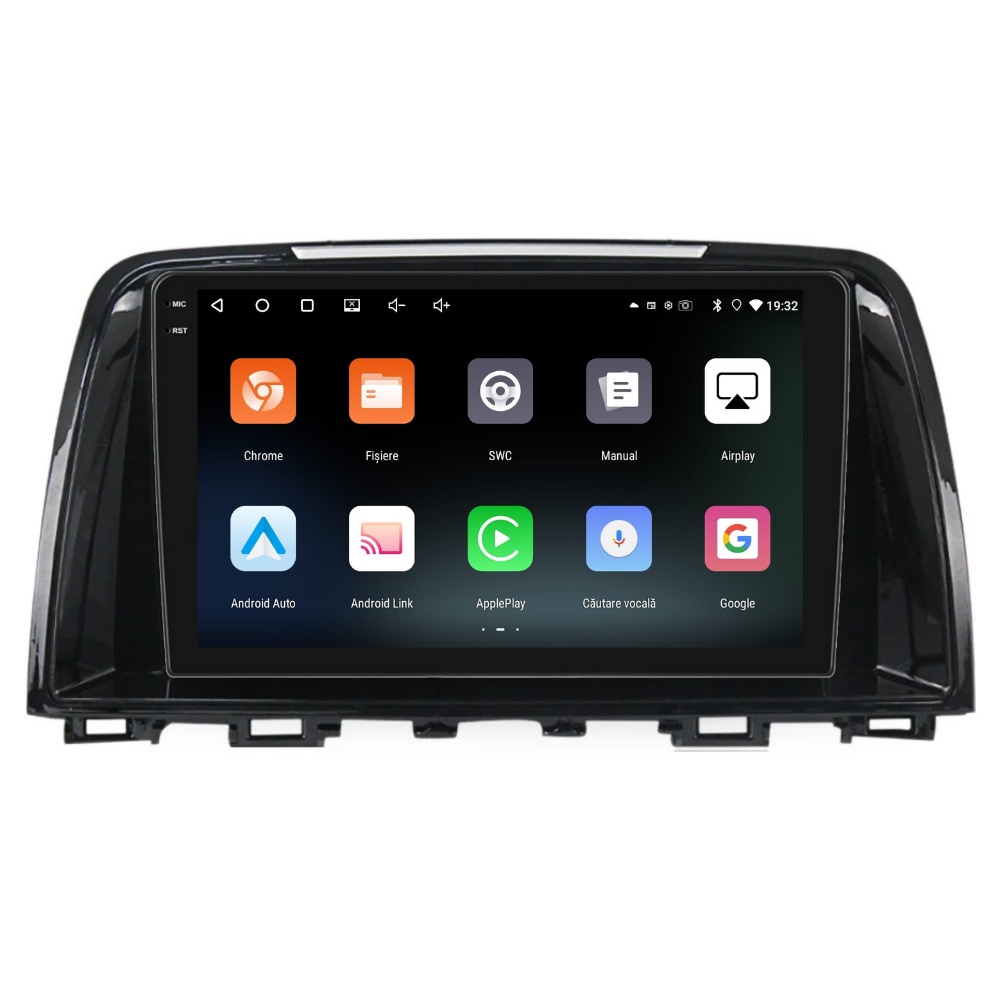 MIC
19:32
RST
Chrome
Fișiere
SWC
Manual
Airplay
Android Auto
Android Link
ApplePlay
Căutare vocală
Google